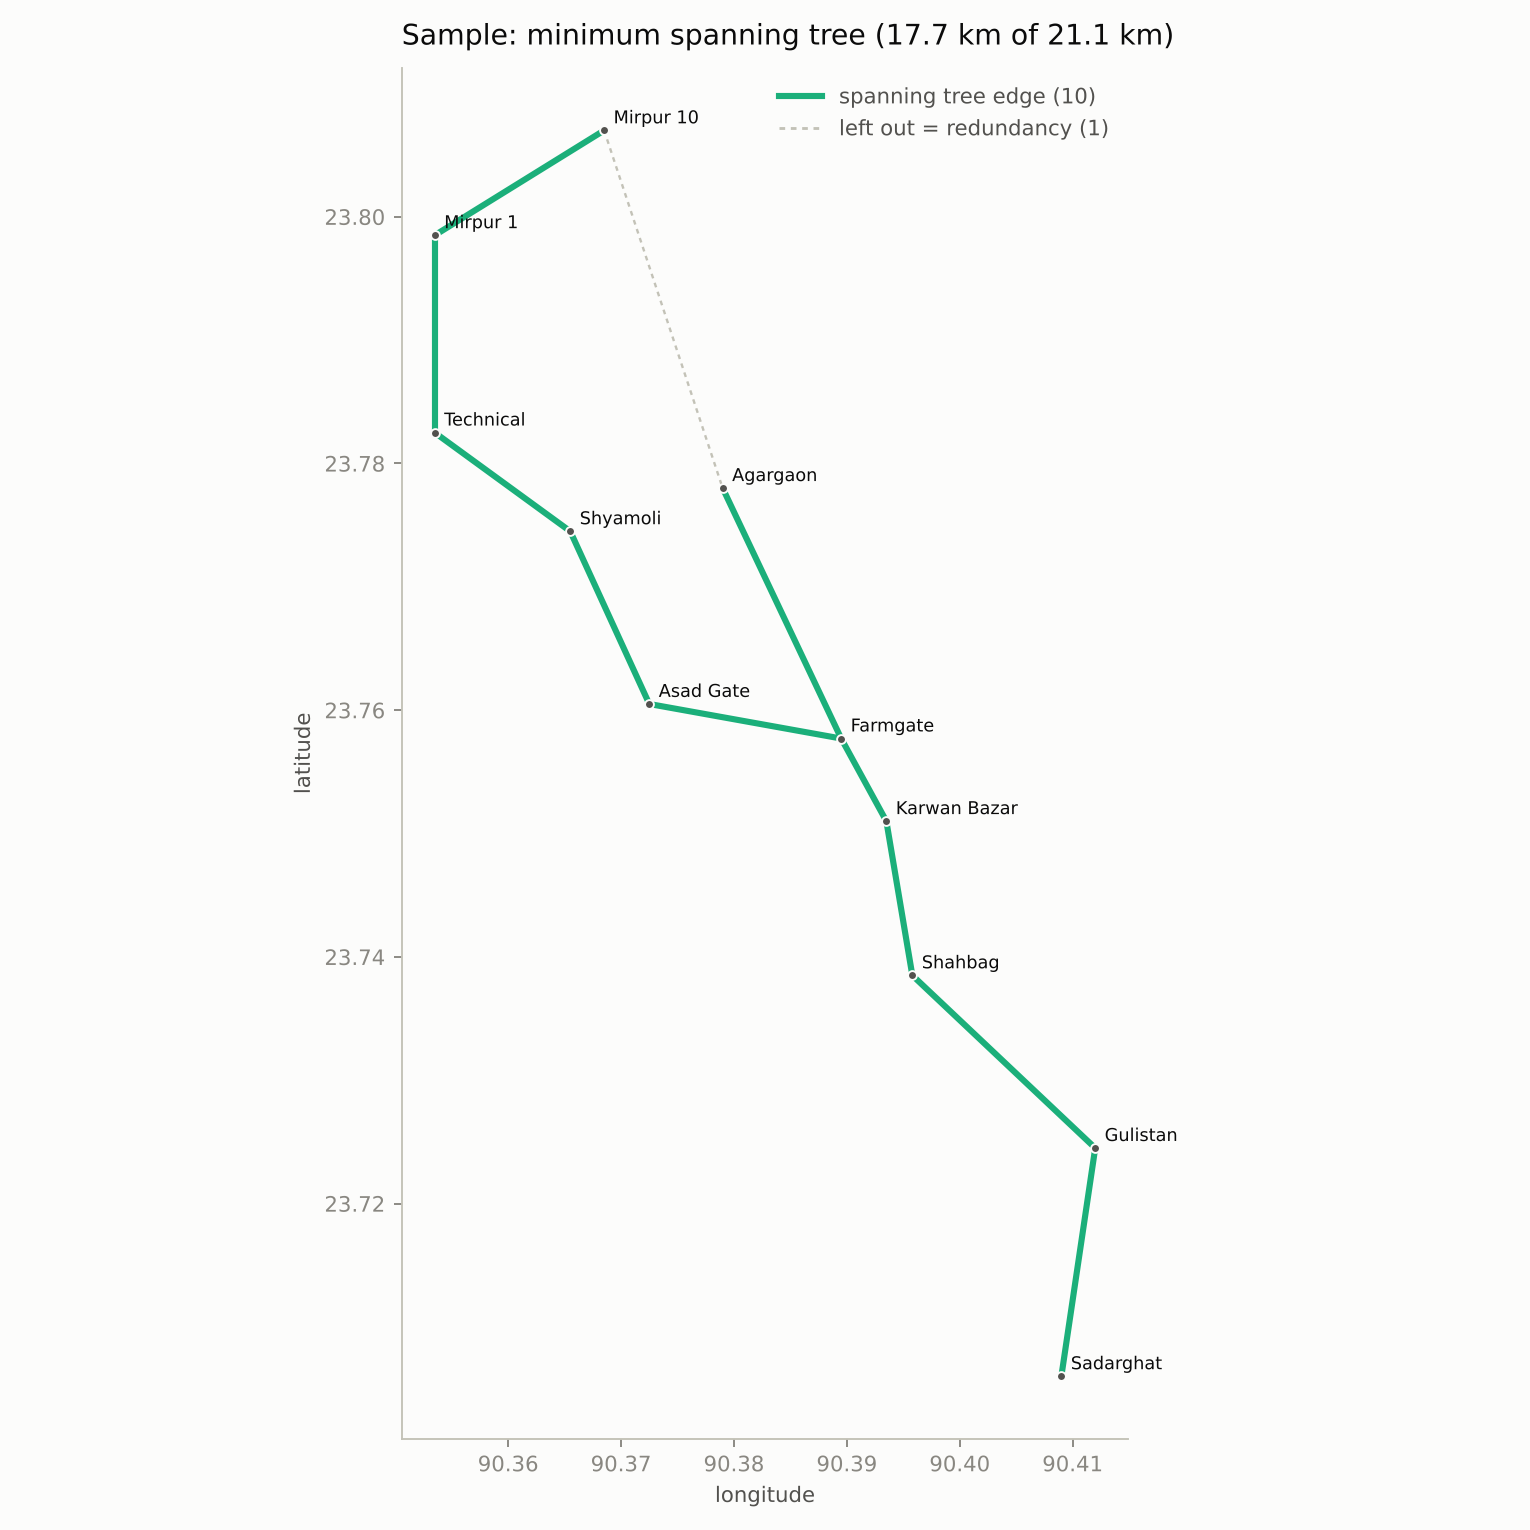 Sample: minimum spanning tree (17.7 km of 21.1 km)
spanning tree edge (10)
left out = redundancy (1)
Mirpur 10
Mirpur 1
Technical
Agargaon
Shyamoli
Asad Gate
Farmgate
Karwan Bazar
Shahbag
Gulistan
Sadarghat
23.80
23.78
23.76
23.74
23.72
latitude
90.36
90.37
90.38
90.39
90.40
90.41
longitude